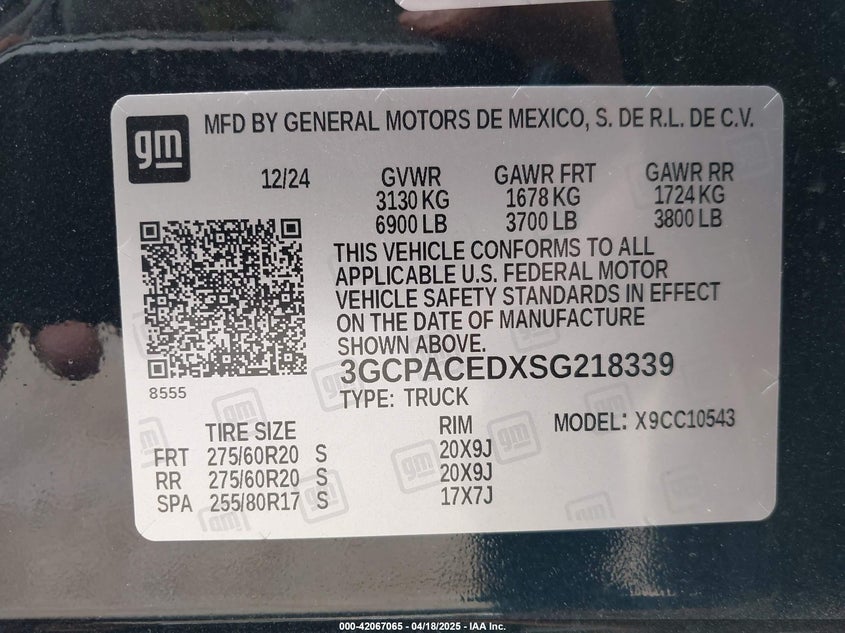 gm
MFD BY GENERAL MOTORS DE MEXICO, S. DE R.L. DE C.V.
12/24 GVWR GAWR FRT GAWR RR
3130 KG 1678 KG 1724 KG
6900 LB 3700 LB 3800 LB
THIS VEHICLE CONFORMS TO ALL
APPLICABLE U.S. FEDERAL MOTOR
VEHICLE SAFETY STANDARDS IN EFFECT
ON THE DATE OF MANUFACTURE
SHOWN ABOVE.
3GCPACEDXSG218339
8555
TYPE: TRUCK
TIRE SIZE RIM MODEL: X9CC10543
FRT 275/60R20 S 20X9J
RR 275/60R20 S 20X9J
SPA 255/80R17 S 17X7J
000-42067065 - 04/18/2025 - IAA Inc.